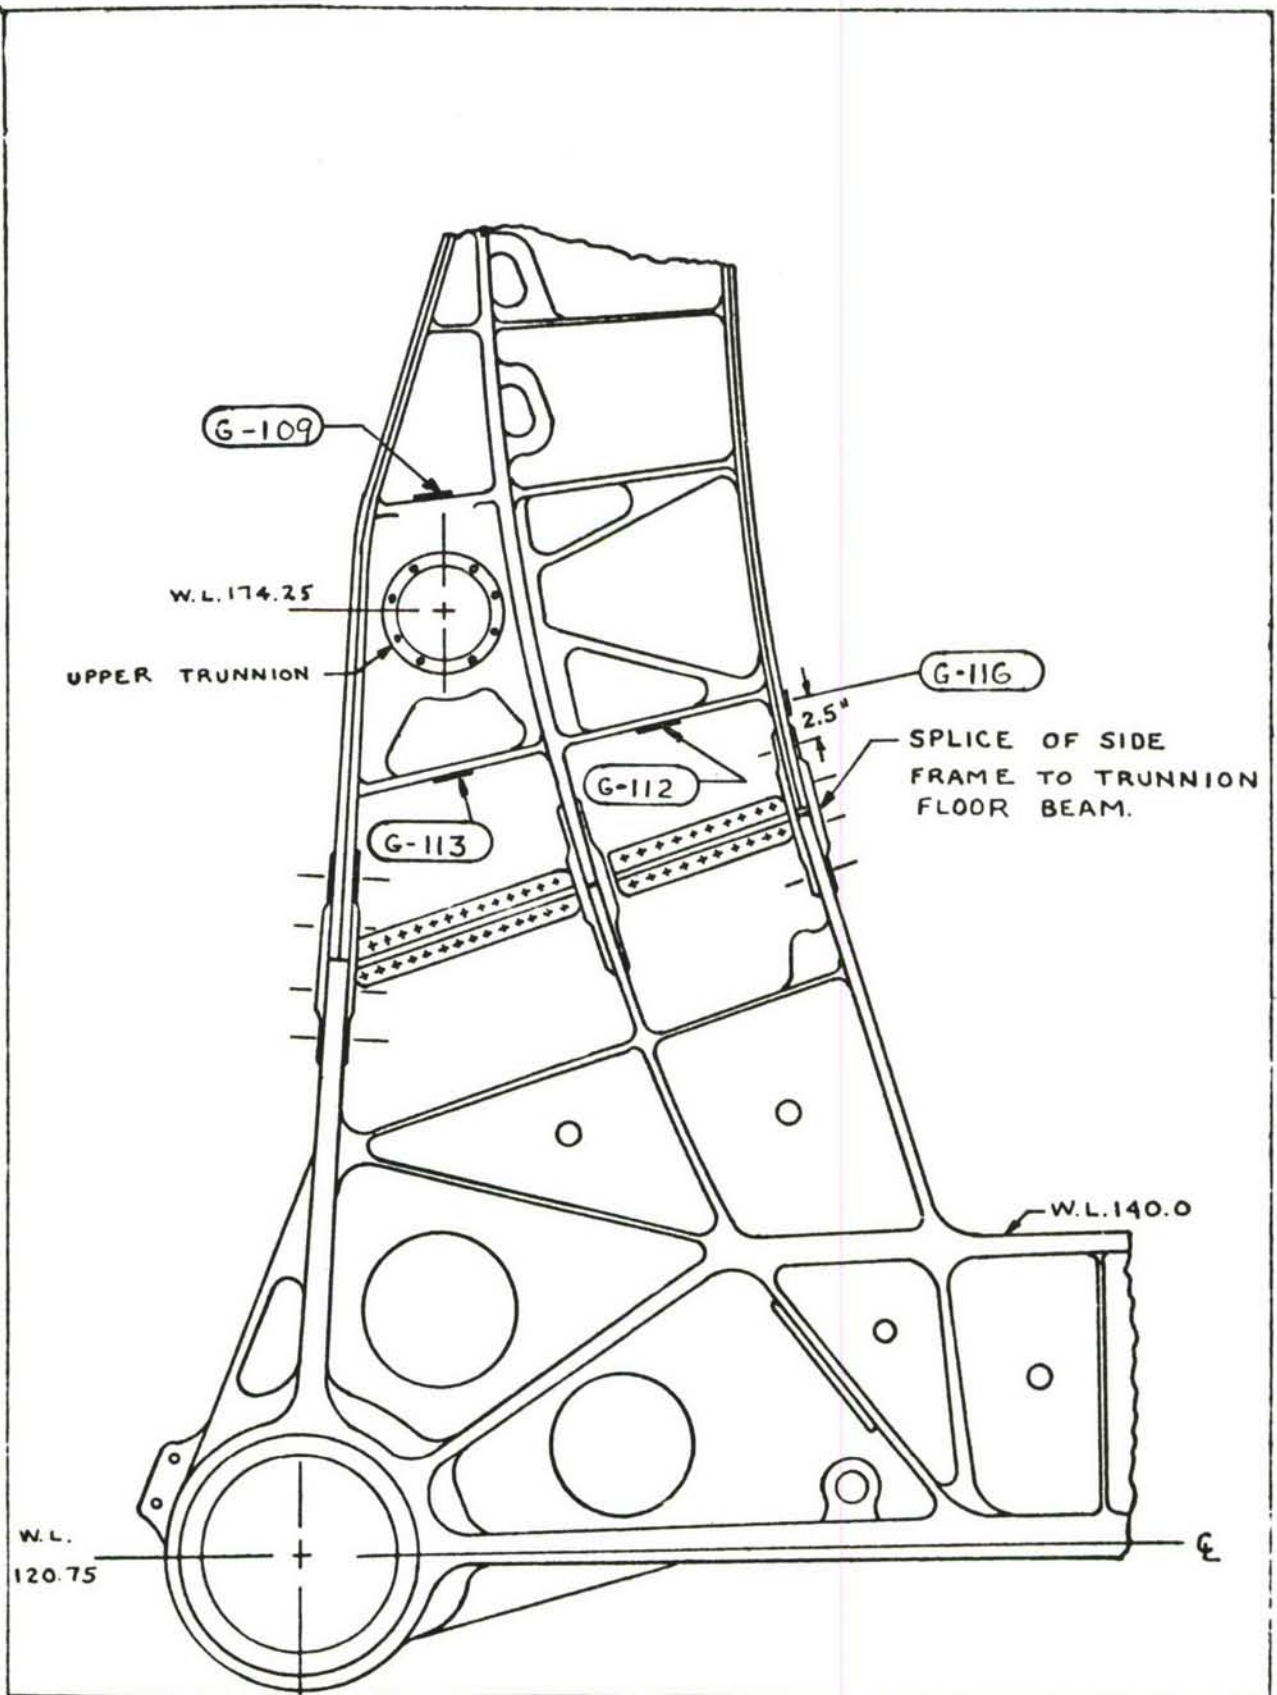 G-109
W.L.174.25
UPPER TRUNNION
G-116
2.5"
SPLICE OF SIDE
FRAME TO TRUNNION
FLOOR BEAM.
G-112
G-113
W.L.140.0
W.L.
120.75
℄